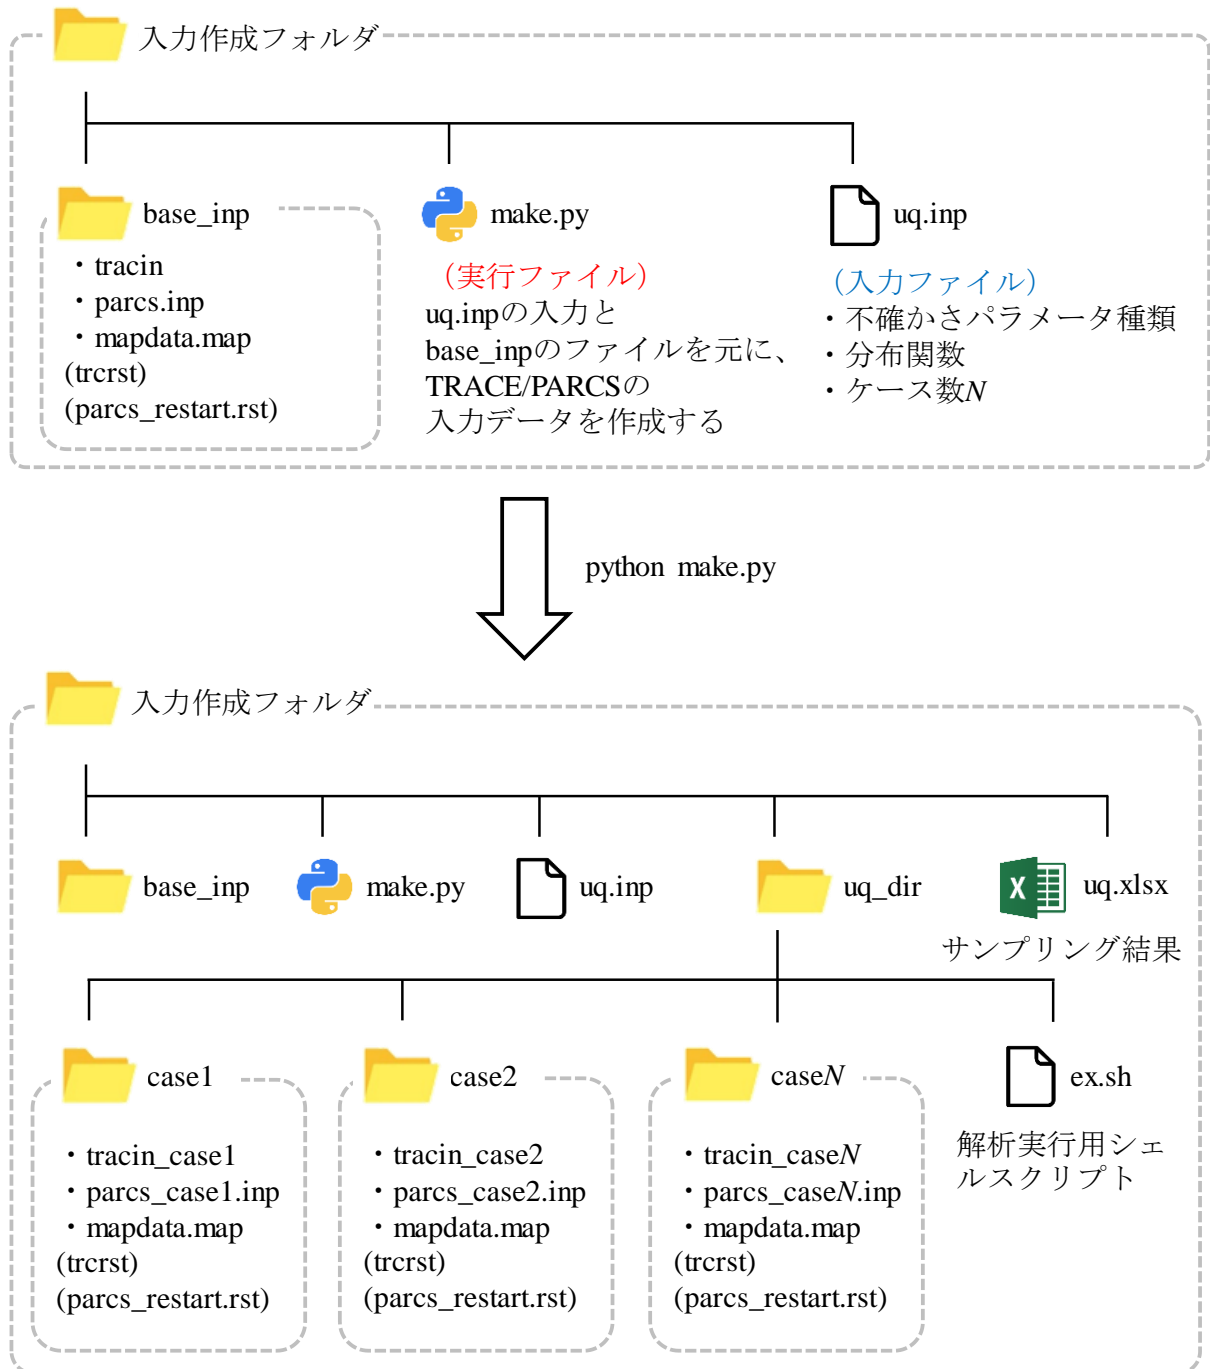 入力作成フォルダ
base_inp
・tracin
・parcs.inp
・mapdata.map
(trcrst)
(parcs_restart.rst)
make.py
（実行ファイル）
uq.inpの入力と
base_inpのファイルを元に、
TRACE/PARCSの
入力データを作成する
uq.inp
（入力ファイル）
・不確かさパラメータ種類
・分布関数
・ケース数N
python make.py
入力作成フォルダ
base_inp
make.py
uq.inp
uq_dir
X
uq.xlsx
サンプリング結果
case1
・tracin_case1
・parcs_case1.inp
・mapdata.map
(trcrst)
(parcs_restart.rst)
case2
・tracin_case2
・parcs_case2.inp
・mapdata.map
(trcrst)
(parcs_restart.rst)
caseN
・tracin_caseN
・parcs_caseN.inp
・mapdata.map
(trcrst)
(parcs_restart.rst)
ex.sh
解析実行用シェ
ルスクリプト